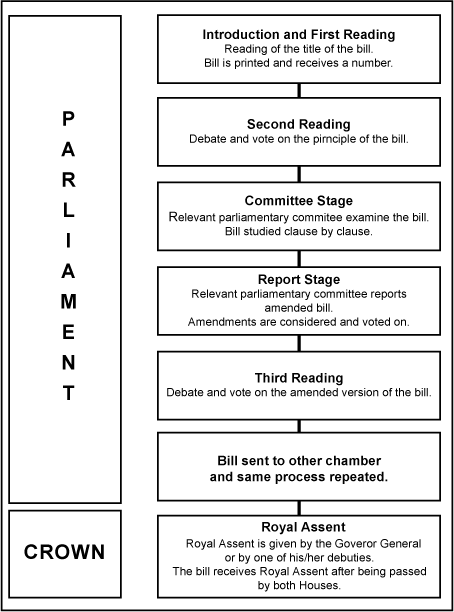 PARLIAMENT
Introduction and First Reading
Reading of the title of the bill.
Bill is printed and receives a number.
Second Reading
Debate and vote on the pirnciple of the bill.
Committee Stage
Relevant parliamentary commitee examine the bill.
Bill studied clause by clause.
Report Stage
Relevant parliamentary committee reports
amended bill.
Amendments are considered and voted on.
Third Reading
Debate and vote on the amended version of the bill.
Bill sent to other chamber
and same process repeated.
CROWN
Royal Assent
Royal Assent is given by the Goveror General
or by one of his/her debuties.
The bill receives Royal Assent after being passed
by both Houses.